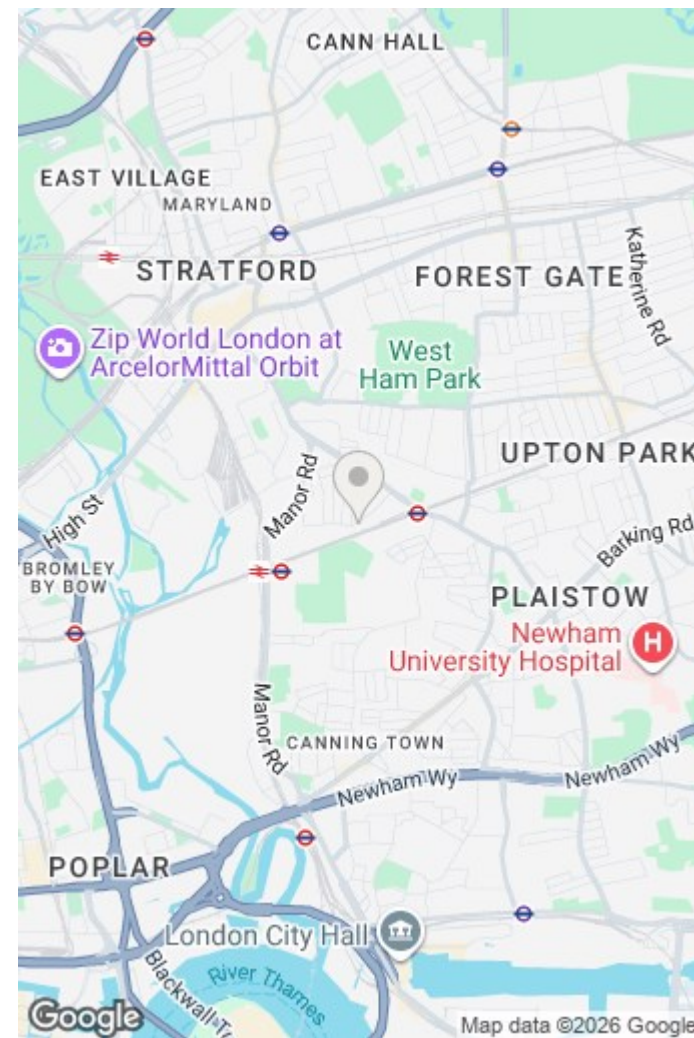 CANN HALL
EAST VILLAGE
MARYLAND
STRATFORD
FOREST GATE
Katherine Rd
Zip World London at
ArcelorMittal Orbit
West
Ham Park
UPTON PARK
Manor Rd
High St
Barking Rd
BROMLEY
BY BOW
PLAISTOW
Newham
University Hospital
H
Manor Rd
CANNING TOWN
Newham Wy
Newham Wy
POPLAR
London City Hall
River Thames
Google
Map data ©2026 Google